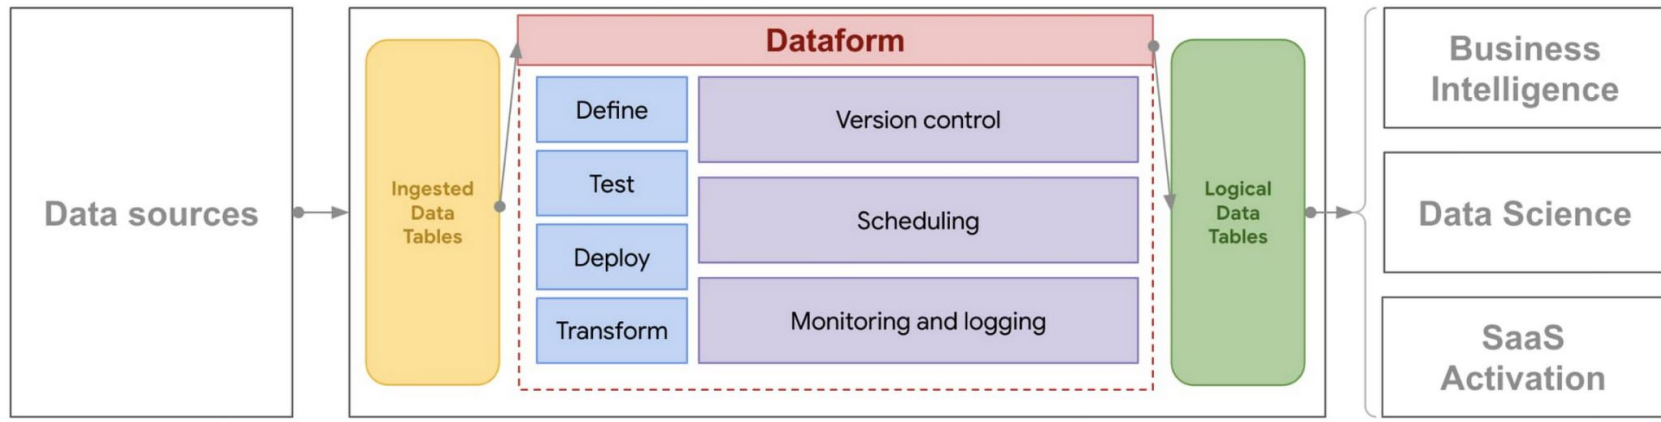 Data sources
Ingested
Data
Tables
Dataform
Define
Test
Deploy
Transform
Version control
Scheduling
Monitoring and logging
Logical
Data
Tables
Business
Intelligence
Data Science
SaaS
Activation